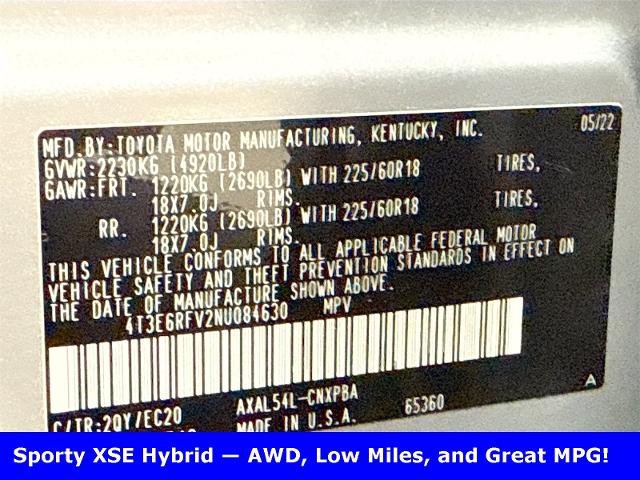 05/22
MFD.BY:TOYOTA MOTOR MANUFACTURING, KENTUCKY, INC.
GVWR:2230KG (4920LB)
GAWR:FRT. 1220KG (2690LB) WITH 225/60R18 TIRES,
18X7.0J RIMS.
RR. 1220KG (2690LB) WITH 225/60R18 TIRES,
18X7.0J RIMS.
THIS VEHICLE CONFORMS TO ALL APPLICABLE FEDERAL MOTOR
VEHICLE SAFETY AND THEFT PREVENTION STANDARDS IN EFFECT ON
THE DATE OF MANUFACTURE SHOWN ABOVE.
4T3E6RFV2NU084630 MPV
A
C/TR:2QY/EC20 AXAL54L-CNXPBA 65360
MADE IN U.S.A.
Sporty XSE Hybrid — AWD, Low Miles, and Great MPG!